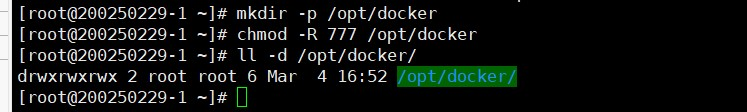 [root@200250229-1 ~]# mkdir -p /opt/docker
[root@200250229-1 ~]# chmod -R 777 /opt/docker
[root@200250229-1 ~]# ll -d /opt/docker/
drwxrwxrwx 2 root root 6 Mar  4 16:52 /opt/docker/
[root@200250229-1 ~]#